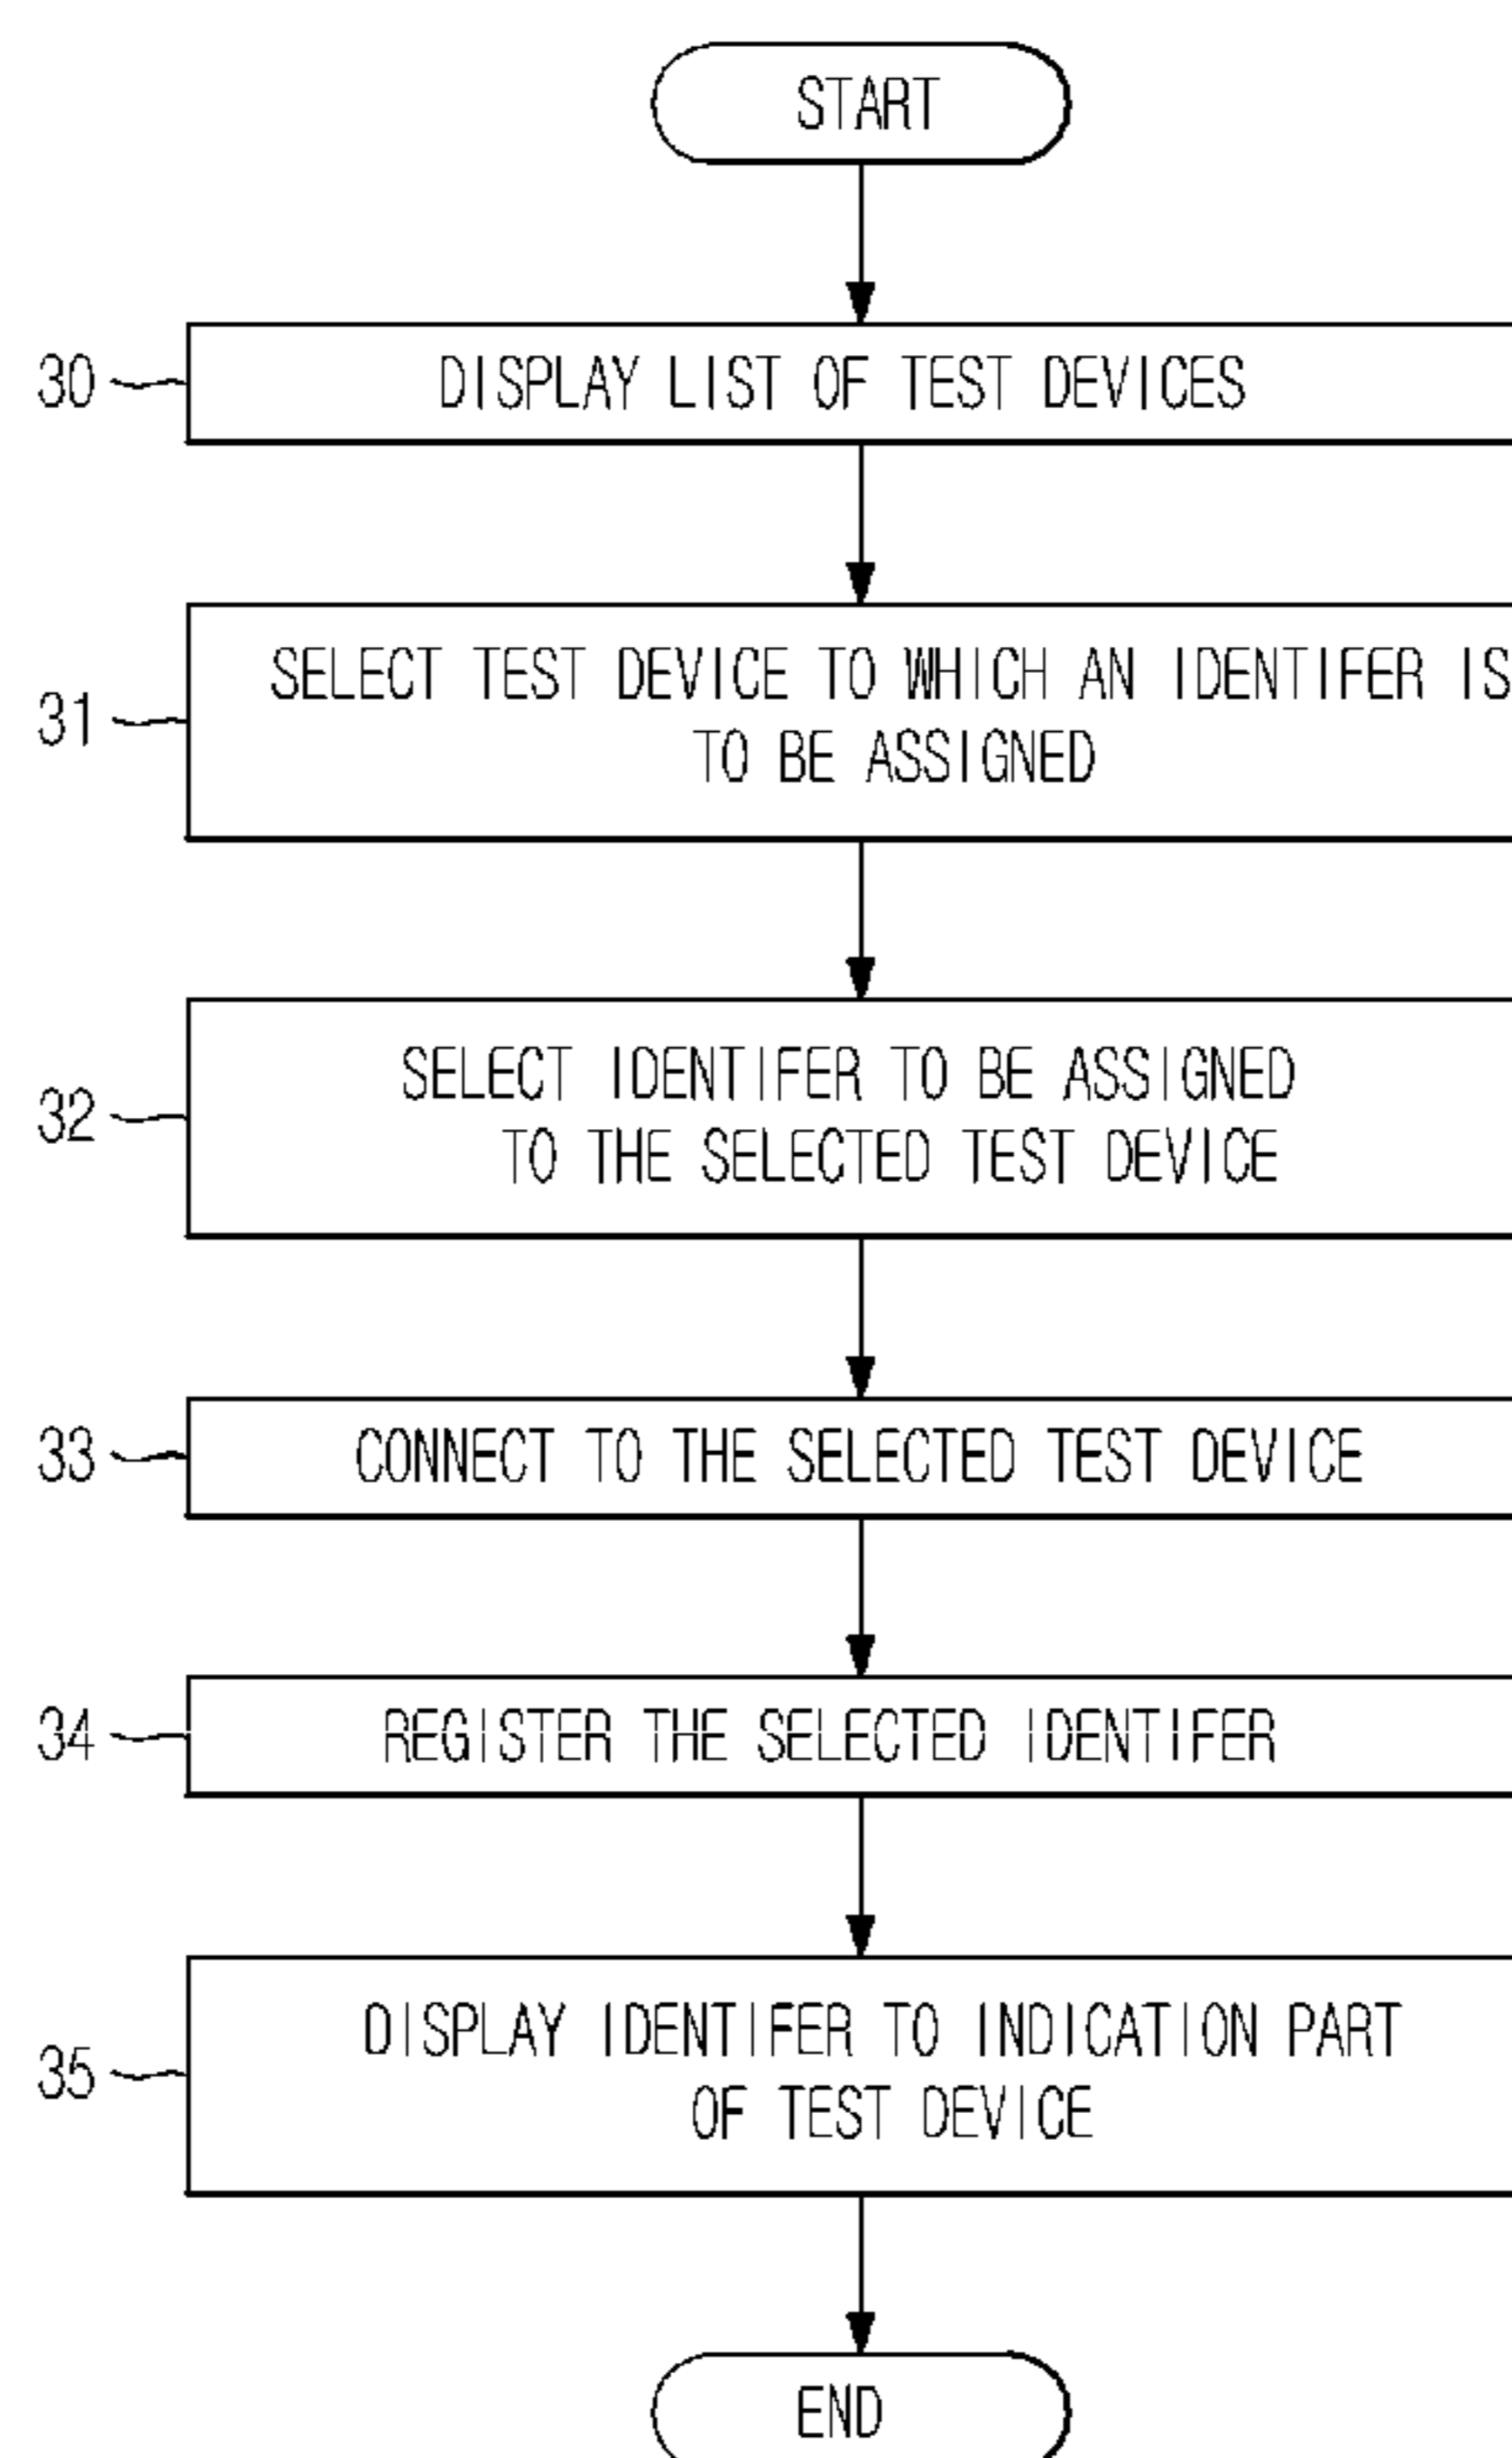 START
30
DISPLAY LIST OF TEST DEVICES
31
SELECT TEST DEVICE TO WHICH AN IDENTIFER IS
TO BE ASSIGNED
32
SELECT IDENTIFER TO BE ASSIGNED
TO THE SELECTED TEST DEVICE
33
CONNECT TO THE SELECTED TEST DEVICE
34
REGISTER THE SELECTED IDENTIFER
35
DISPLAY IDENTIFER TO INDICATION PART
OF TEST DEVICE
END